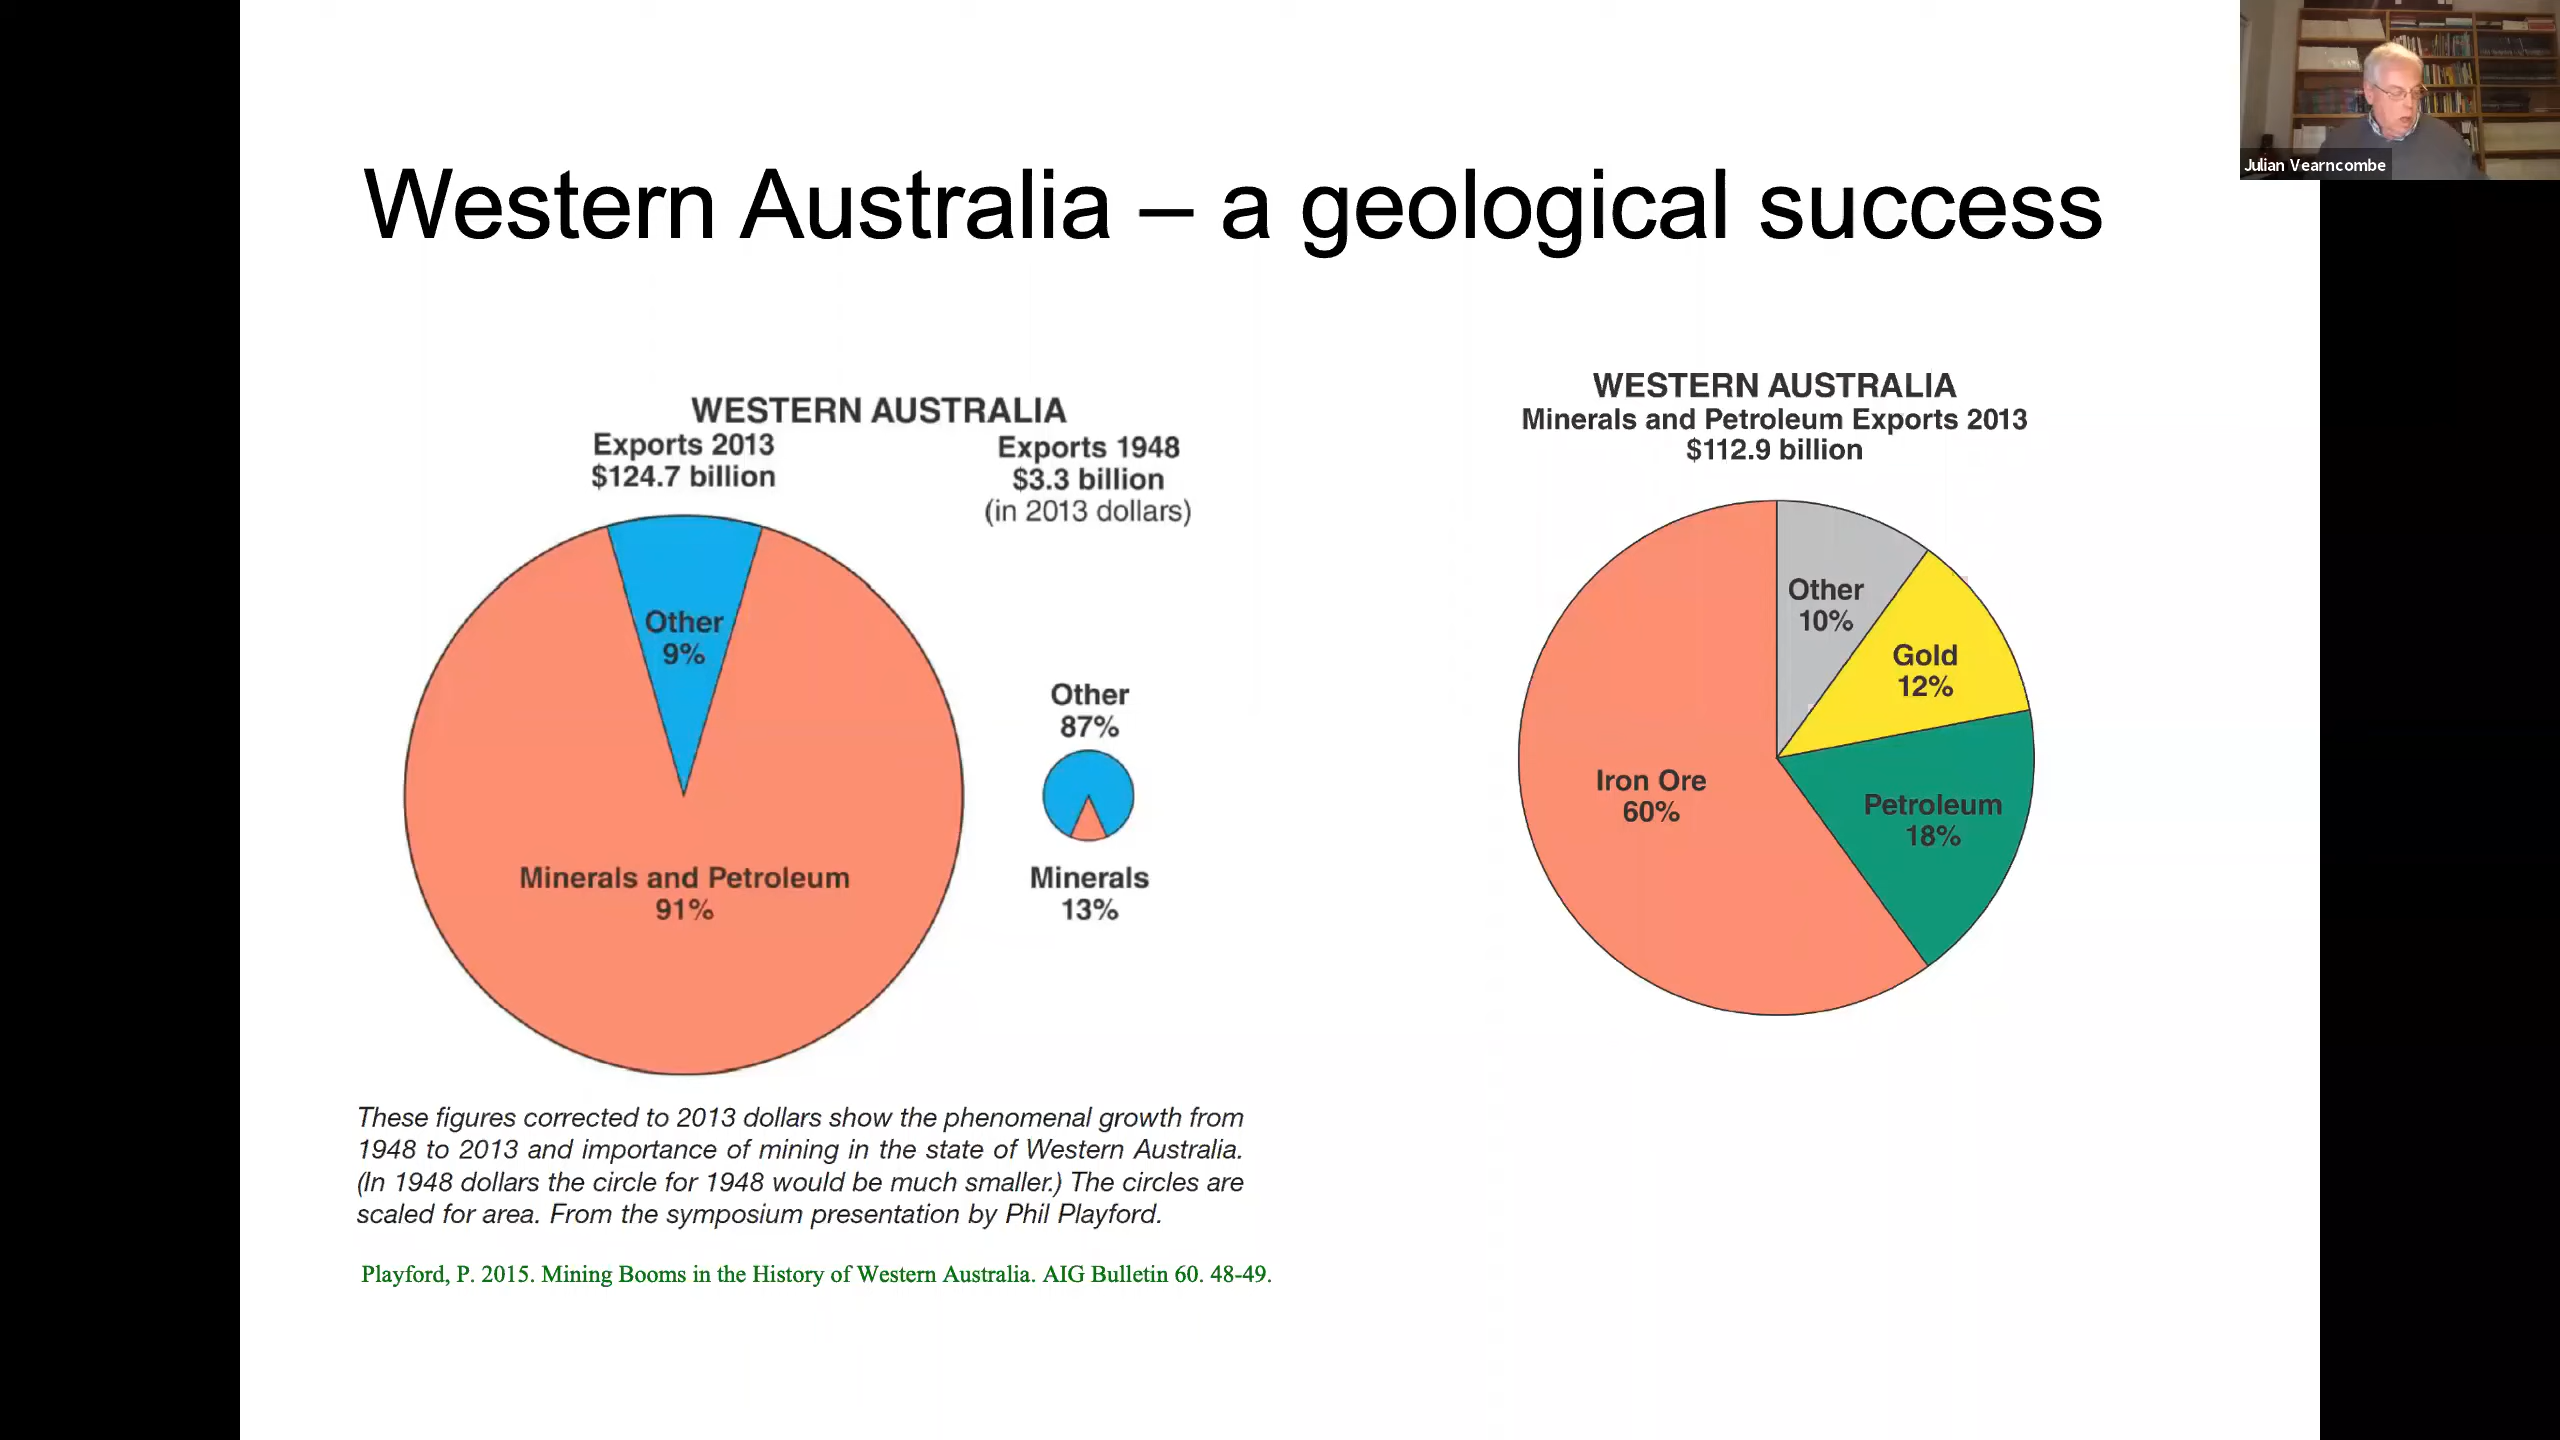 Julian Vearncombe
Western Australia – a geological success
WESTERN AUSTRALIA
Exports 2013
$124.7 billion
Exports 1948
$3.3 billion
(in 2013 dollars)
Other
9%
Minerals and Petroleum
91%
Other
87%
Minerals
13%
WESTERN AUSTRALIA
Minerals and Petroleum Exports 2013
$112.9 billion
Other
10%
Gold
12%
Petroleum
18%
Iron Ore
60%
These figures corrected to 2013 dollars show the phenomenal growth from
1948 to 2013 and importance of mining in the state of Western Australia.
(In 1948 dollars the circle for 1948 would be much smaller.) The circles are
scaled for area. From the symposium presentation by Phil Playford.
Playford, P. 2015. Mining Booms in the History of Western Australia. AIG Bulletin 60. 48-49.